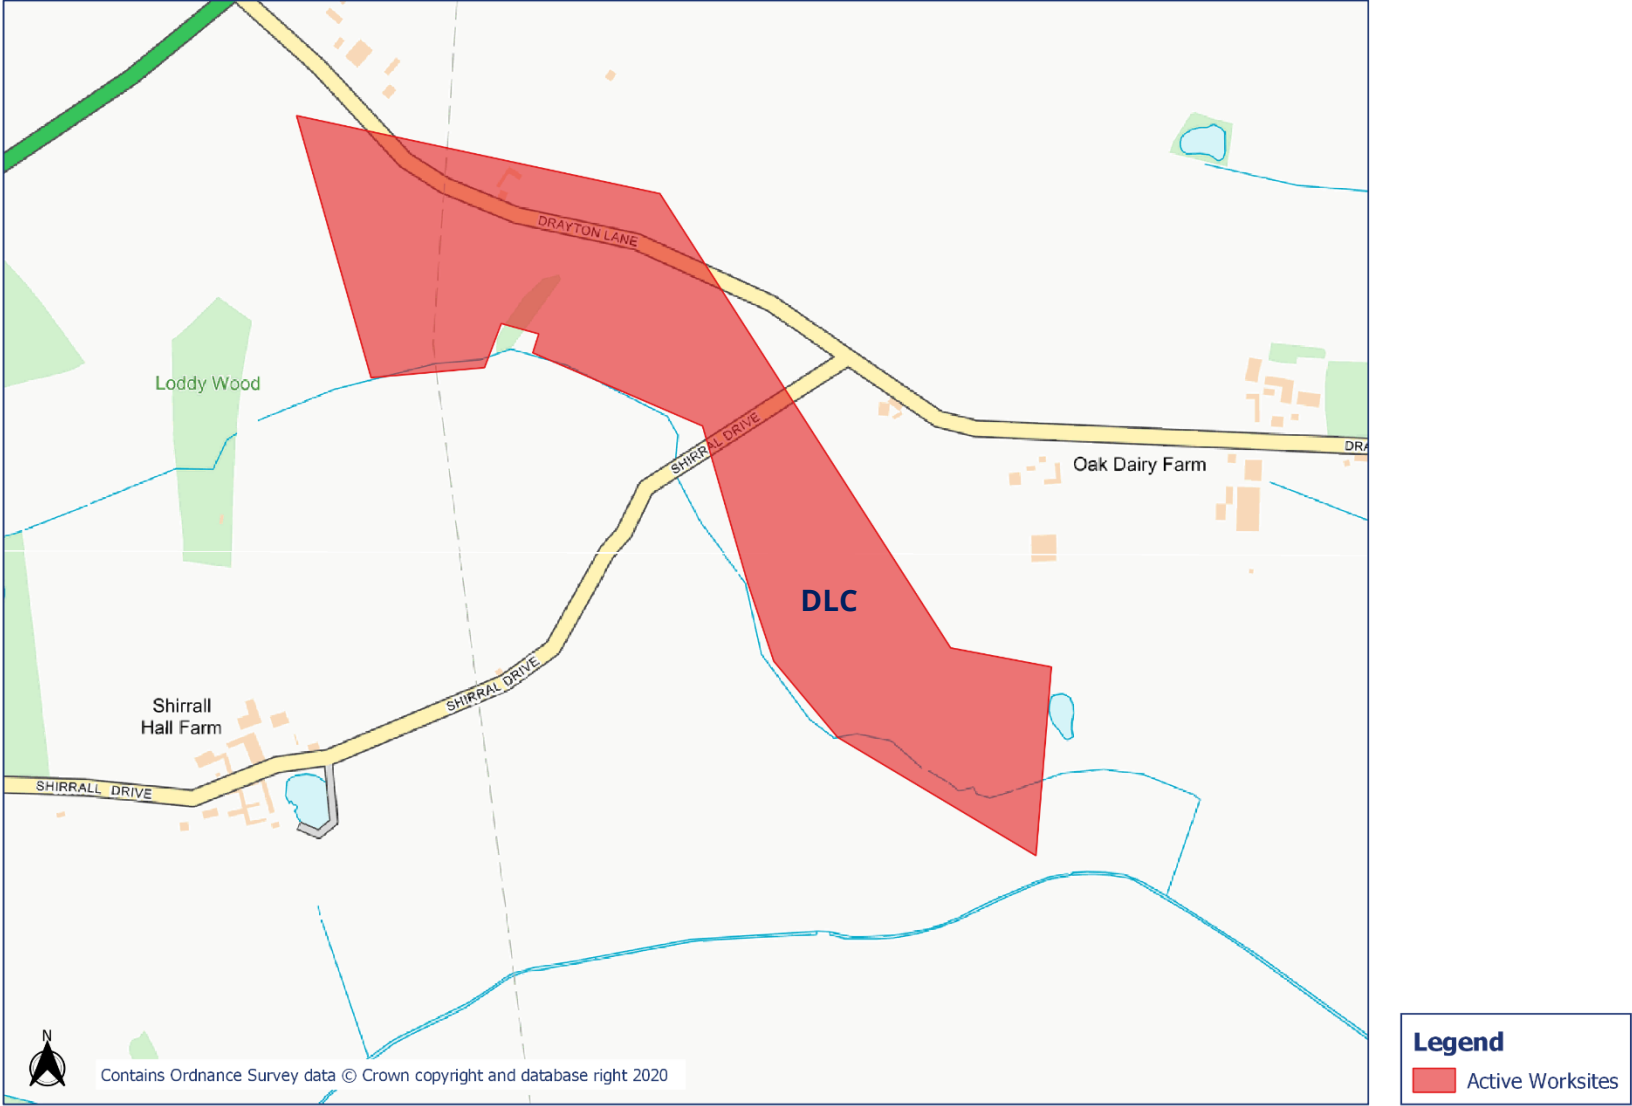 DRAYTON LANE
Loddy Wood
SHIRRAL DRIVE
DRA
Oak Dairy Farm
DLC
SHIRRAL DRIVE
Shirrall
Hall Farm
SHIRRALL DRIVE
N
Contains Ordnance Survey data © Crown copyright and database right 2020
Legend
Active Worksites